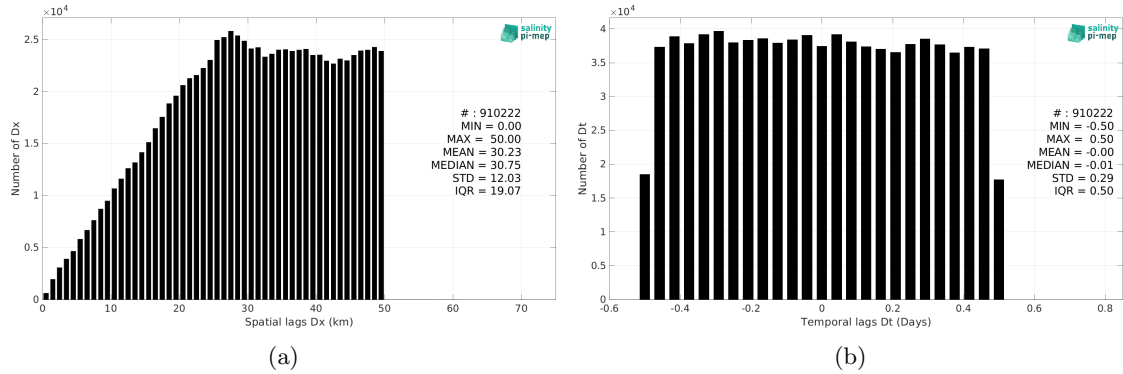 ×10⁴
2.5
2
1.5
1
0.5
0
0
10
20
30
40
50
60
70
Number of Dx
Spatial lags Dx (km)
salinity
pi-mep
# : 910222
MIN = 0.00
MAX = 50.00
MEAN = 30.23
MEDIAN = 30.75
STD = 12.03
IQR = 19.07
(a)
×10⁴
4
3.5
3
2.5
2
1.5
1
0.5
0
-0.6
-0.4
-0.2
0
0.2
0.4
0.6
0.8
Number of Dt
Temporal lags Dt (Days)
salinity
pi-mep
# : 910222
MIN = -0.50
MAX = 0.50
MEAN = -0.00
MEDIAN = -0.01
STD = 0.29
IQR = 0.50
(b)